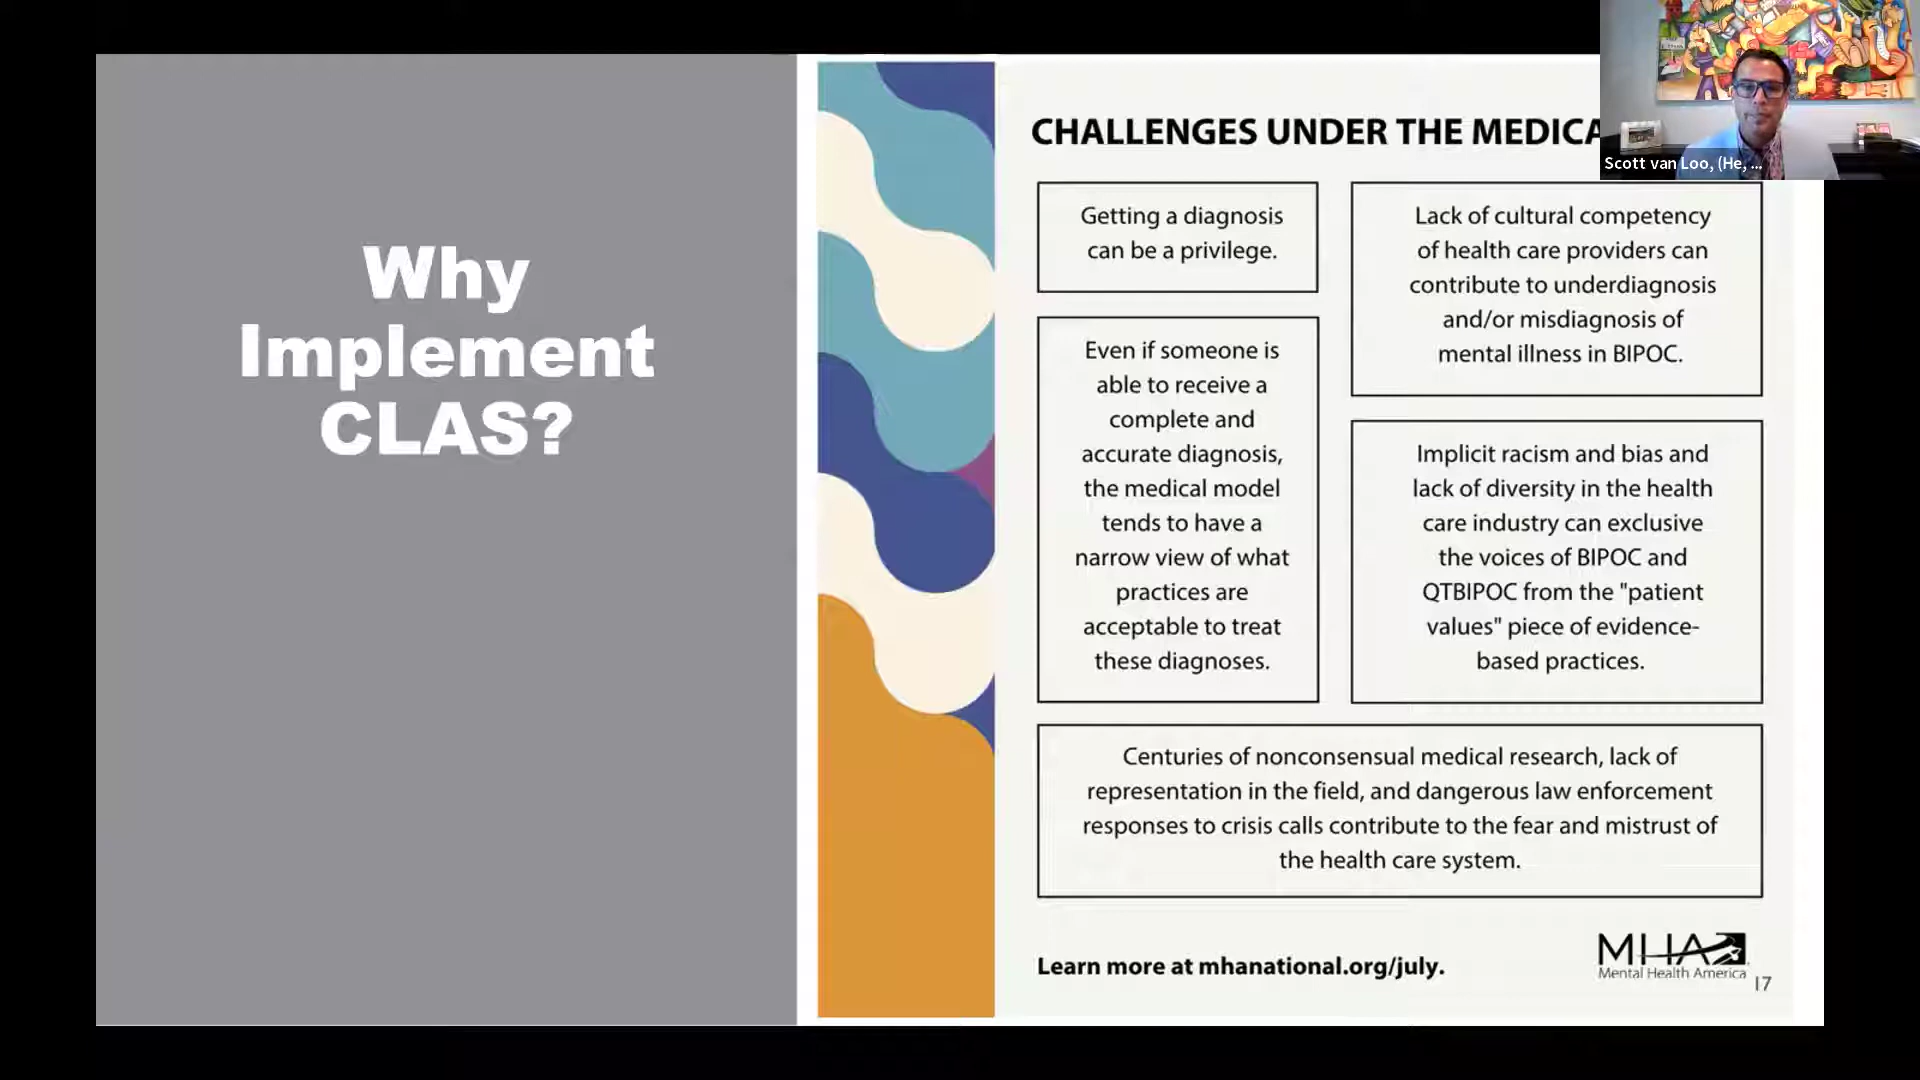 Why
Implement
CLAS?
CHALLENGES UNDER THE MEDICA
Scott van Loo, (He, ...
Getting a diagnosis
can be a privilege.
Lack of cultural competency
of health care providers can
contribute to underdiagnosis
and/or misdiagnosis of
mental illness in BIPOC.
Even if someone is
able to receive a
complete and
accurate diagnosis,
the medical model
tends to have a
narrow view of what
practices are
acceptable to treat
these diagnoses.
Implicit racism and bias and
lack of diversity in the health
care industry can exclusive
the voices of BIPOC and
QTBIPOC from the "patient
values" piece of evidence-
based practices.
Centuries of nonconsensual medical research, lack of
representation in the field, and dangerous law enforcement
responses to crisis calls contribute to the fear and mistrust of
the health care system.
Learn more at mhanational.org/july.
MHA
Mental Health America
17